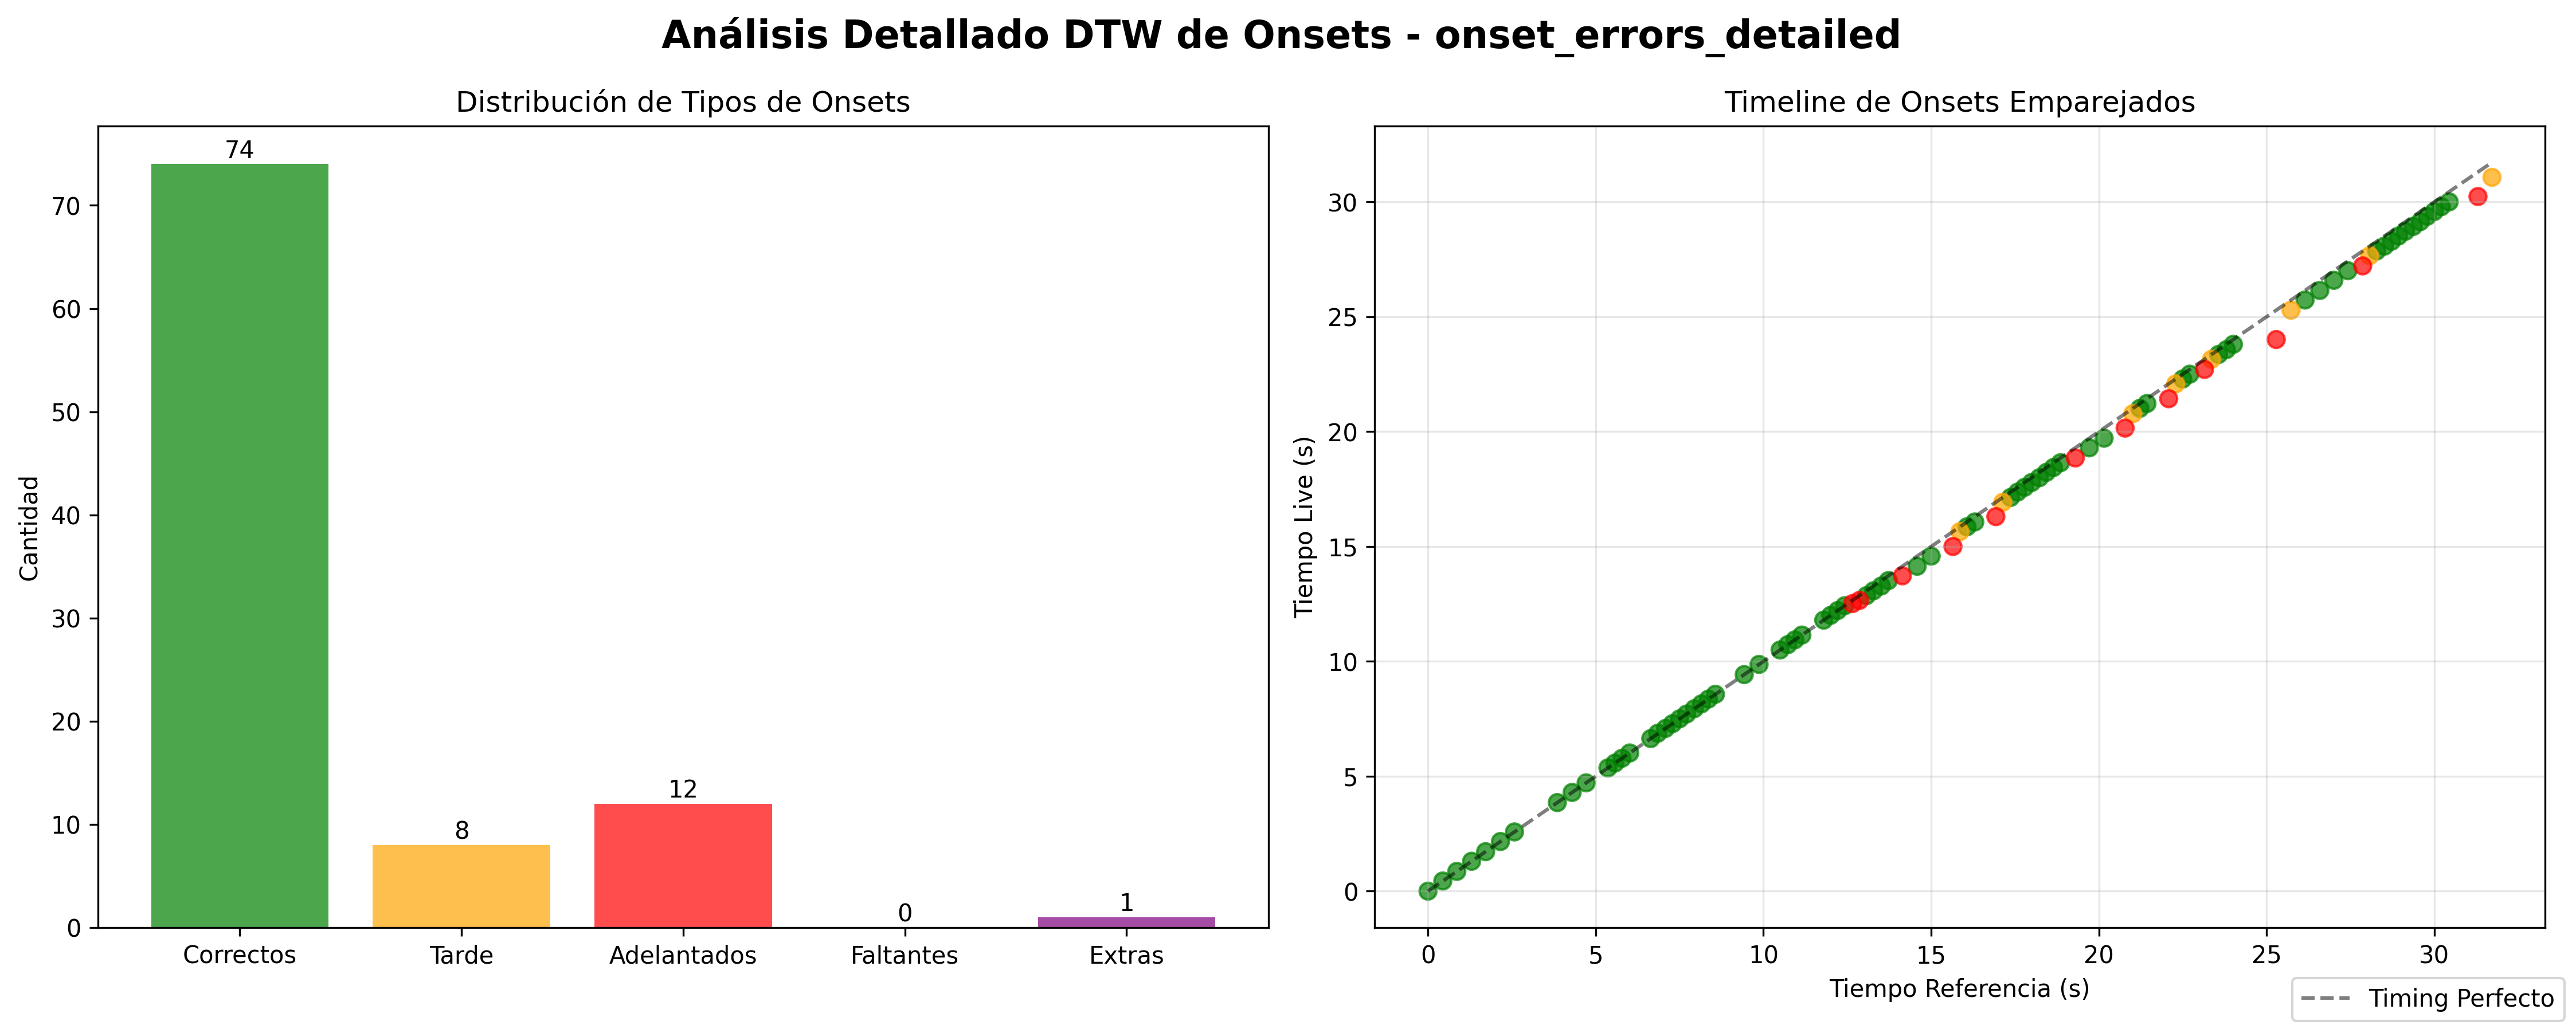 Análisis Detallado DTW de Onsets - onset_errors_detailed
Distribución de Tipos de Onsets
Cantidad
70
60
50
40
30
20
10
0
74
8
12
0
1
Correctos Tarde Adelantados Faltantes Extras
Timeline de Onsets Emparejados
Tiempo Live (s)
30
25
20
15
10
5
0
0 5 10 15 20 25 30
Tiempo Referencia (s)
Timing Perfecto